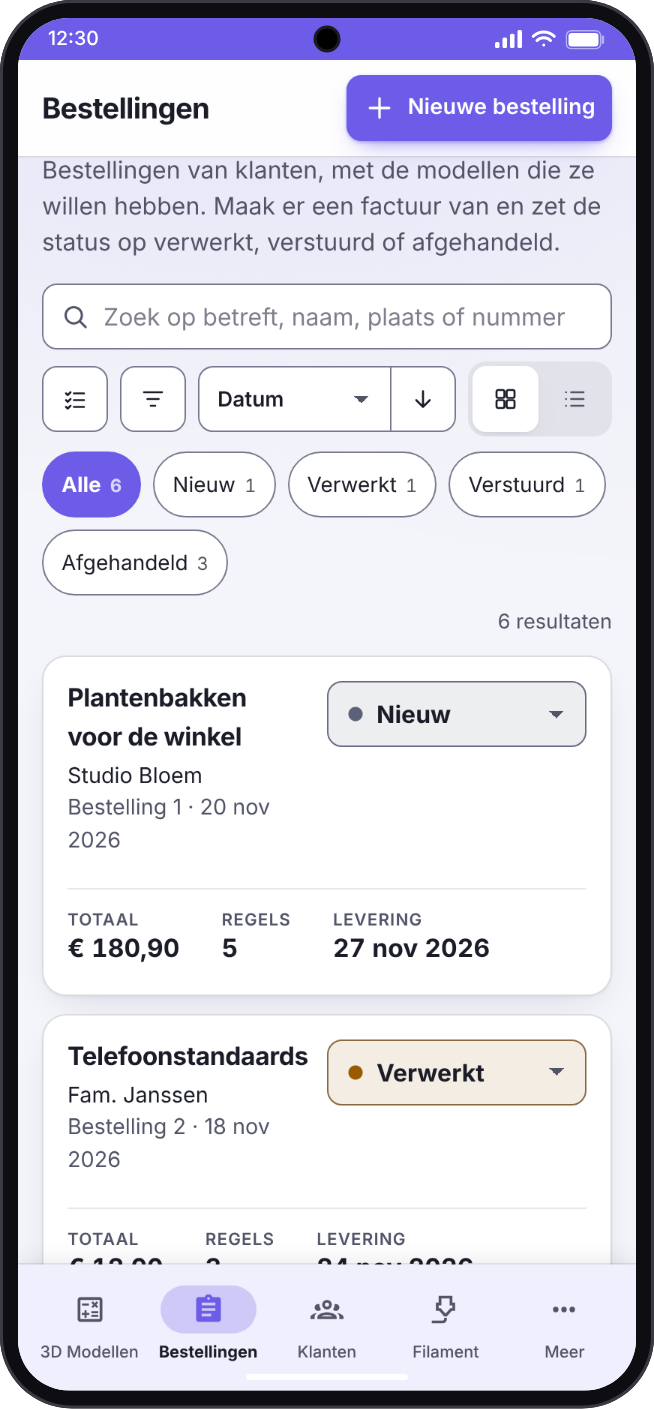 12:30
Bestellingen
Nieuwe bestelling
Bestellingen van klanten, met de modellen die ze
willen hebben. Maak er een factuur van en zet de
status op verwerkt, verstuurd of afgehandeld.
Zoek op betreft, naam, plaats of nummer
Datum
Alle 6
Nieuw 1
Verwerkt 1
Verstuurd 1
Afgehandeld 3
6 resultaten
Plantenbakken
voor de winkel
Nieuw
Studio Bloem
Bestelling 1 · 20 nov
2026
TOTAAL REGELS LEVERING
€ 180,90 5 27 nov 2026
Telefoonstandaards
Verwerkt
Fam. Janssen
Bestelling 2 · 18 nov
2026
TOTAAL REGELS LEVERING
3D Modellen
Bestellingen
Klanten
Filament
Meer